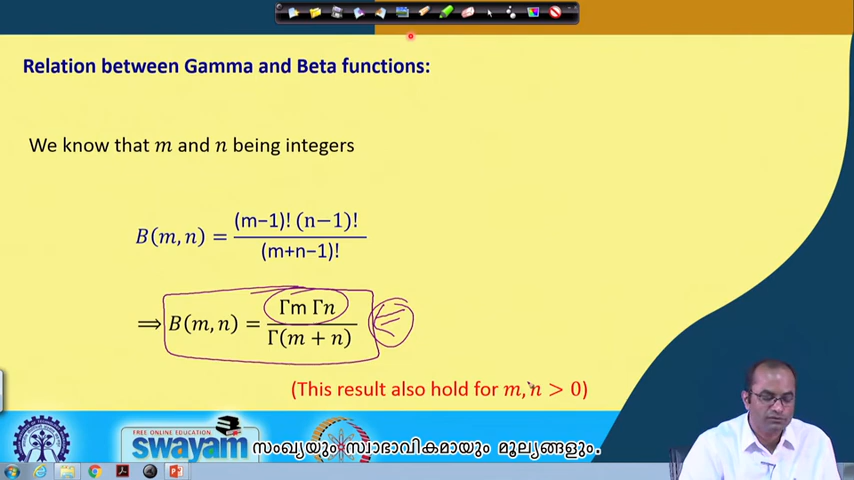 Relation between Gamma and Beta functions:
We know that m and n being integers
B(m, n) = (m−1)! (n−1)! / (m+n−1)!
⟹ B(m, n) = Γm Γn / Γ(m + n)
(This result also hold for m, n > 0)
FREE ONLINE EDUCATION
swayam
സംഖ്യയും സ്വാഭാവികമായും മൂല്യങ്ങളും.